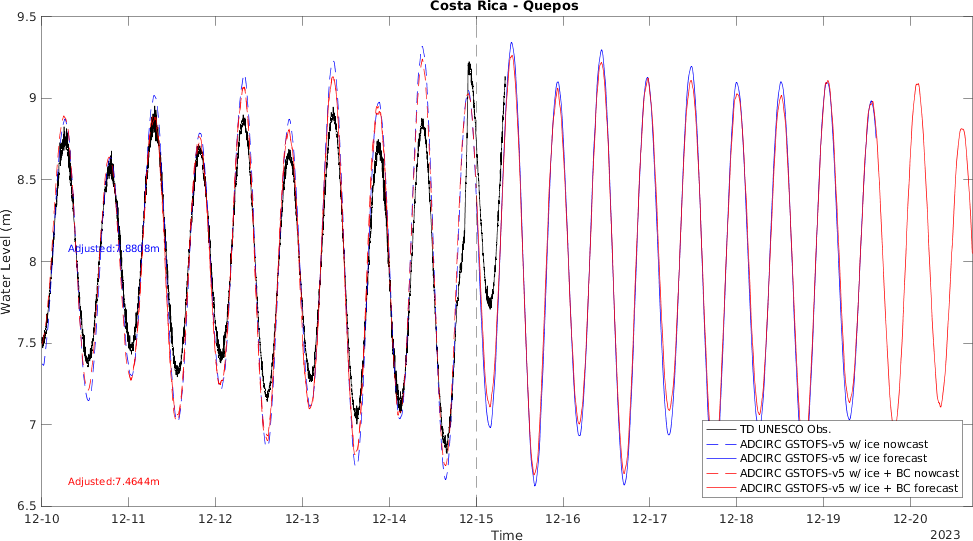 Costa Rica - Quepos
9.5
9
8.5
8
7.5
7
6.5
Water Level (m)
Adjusted:7.8808m
Adjusted:7.4644m
TD UNESCO Obs.
ADCIRC GSTOFS-v5 w/ ice nowcast
ADCIRC GSTOFS-v5 w/ ice forecast
ADCIRC GSTOFS-v5 w/ ice + BC nowcast
ADCIRC GSTOFS-v5 w/ ice + BC forecast
12-10 12-11 12-12 12-13 12-14 12-15 12-16 12-17 12-18 12-19 12-20
Time
2023